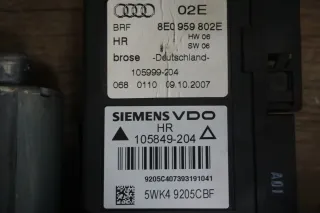 02E
BRF 8E0 959 802E
HR HW 06
SW 06
brose -Deutschland-
105999-204
068 0110 09.10.2007
SIEMENS VDO
HR
105849-204
9205C407393191041
5WK4 9205CBF